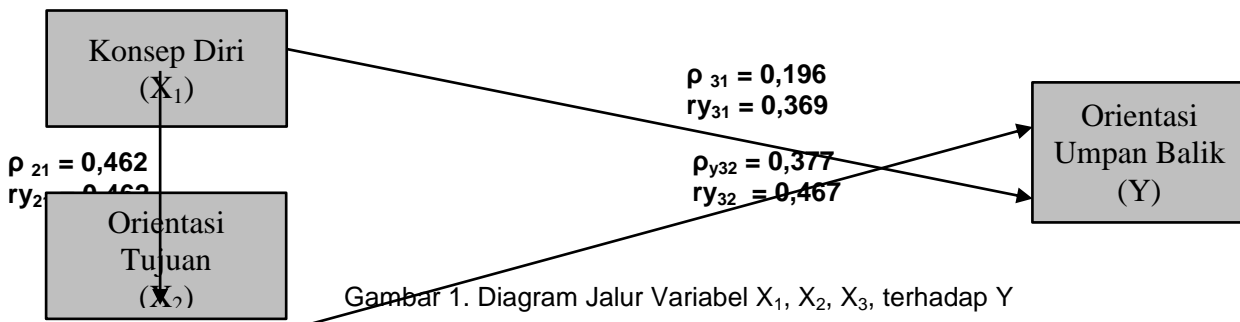 Konsep Diri
(X₁)
ρ 31 = 0,196
ry31 = 0,369
Orientasi
Umpan Balik
(Y)
ρ 21 = 0,462
ρy32 = 0,377
ry32 = 0,467
Orientasi
Tujuan
(X₂)
Gambar 1. Diagram Jalur Variabel X₁, X₂, X₃, terhadap Y